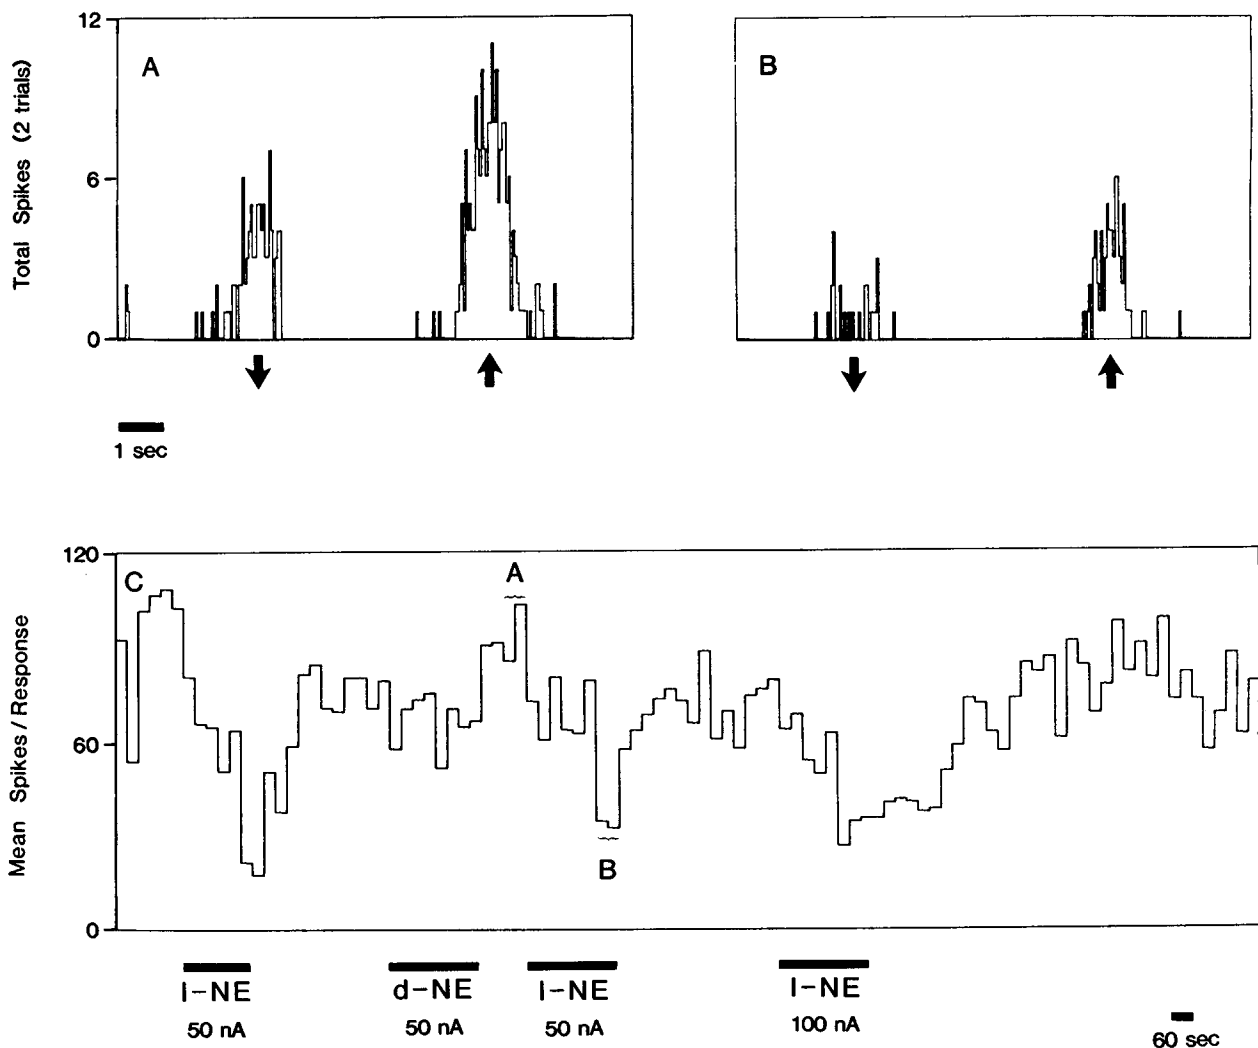 12
6
0
Total Spikes (2 trials)
A
B
1 sec
120
60
0
Mean Spikes / Response
C
A
B
l-NE
50 nA
d-NE
50 nA
l-NE
50 nA
l-NE
100 nA
60 sec